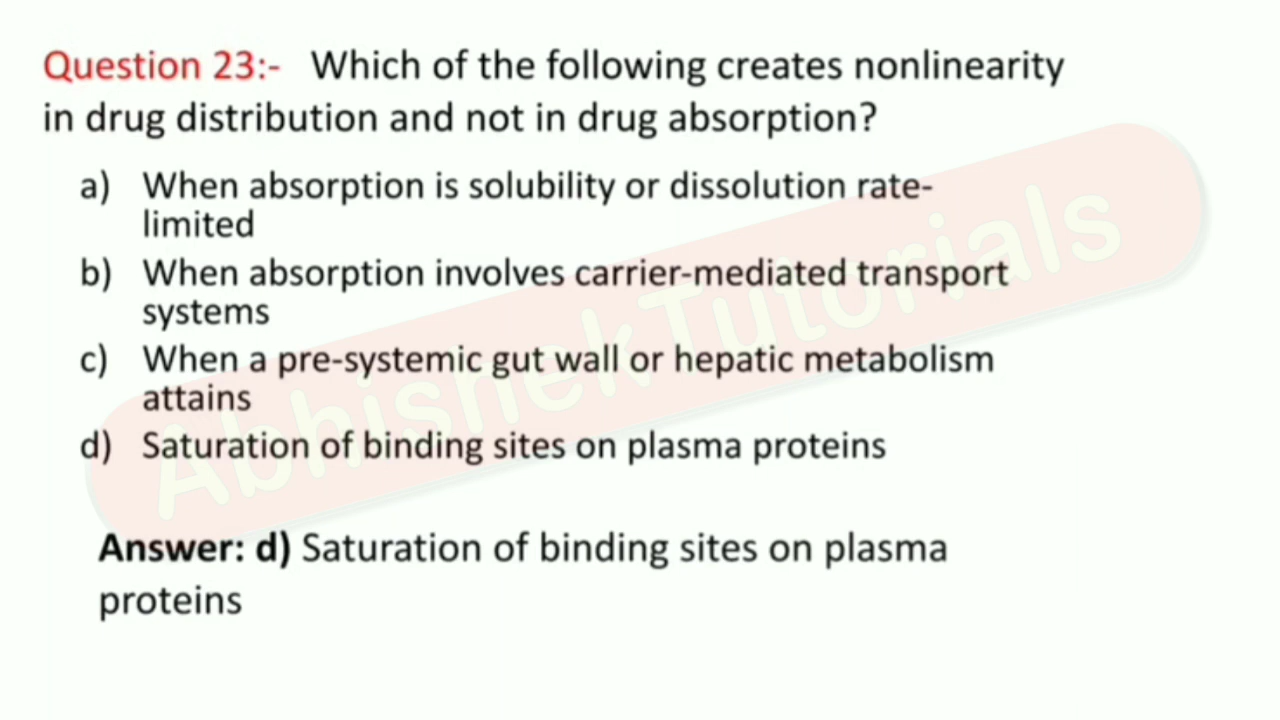 Question 23:- Which of the following creates nonlinearity
in drug distribution and not in drug absorption?
a) When absorption is solubility or dissolution rate-
limited
b) When absorption involves carrier-mediated transport
systems
c) When a pre-systemic gut wall or hepatic metabolism
attains
d) Saturation of binding sites on plasma proteins
Answer: d) Saturation of binding sites on plasma
proteins
AbhishekTutorials